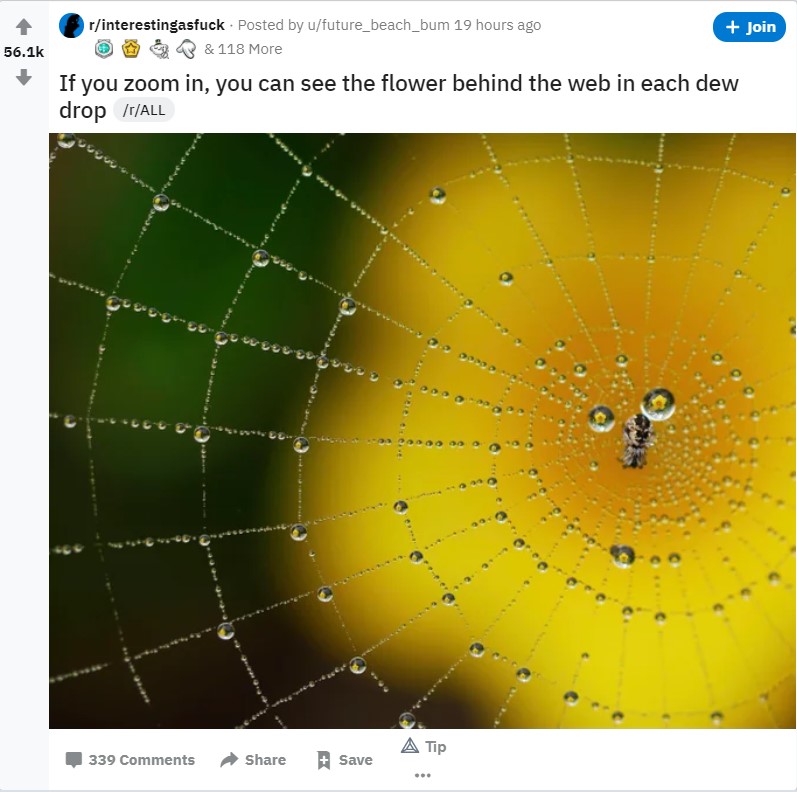 r/interestingasfuck · Posted by u/future_beach_bum 19 hours ago
+ Join
& 118 More
56.1k
If you zoom in, you can see the flower behind the web in each dew
drop /r/ALL
339 Comments Share Save Tip